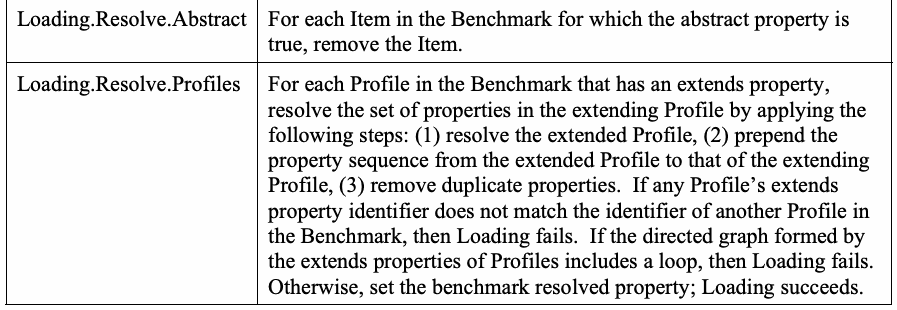 Loading.Resolve.Abstract
For each Item in the Benchmark for which the abstract property is
true, remove the Item.
Loading.Resolve.Profiles
For each Profile in the Benchmark that has an extends property,
resolve the set of properties in the extending Profile by applying the
following steps: (1) resolve the extended Profile, (2) prepend the
property sequence from the extended Profile to that of the extending
Profile, (3) remove duplicate properties.  If any Profile’s extends
property identifier does not match the identifier of another Profile in
the Benchmark, then Loading fails.  If the directed graph formed by
the extends properties of Profiles includes a loop, then Loading fails.
Otherwise, set the benchmark resolved property; Loading succeeds.